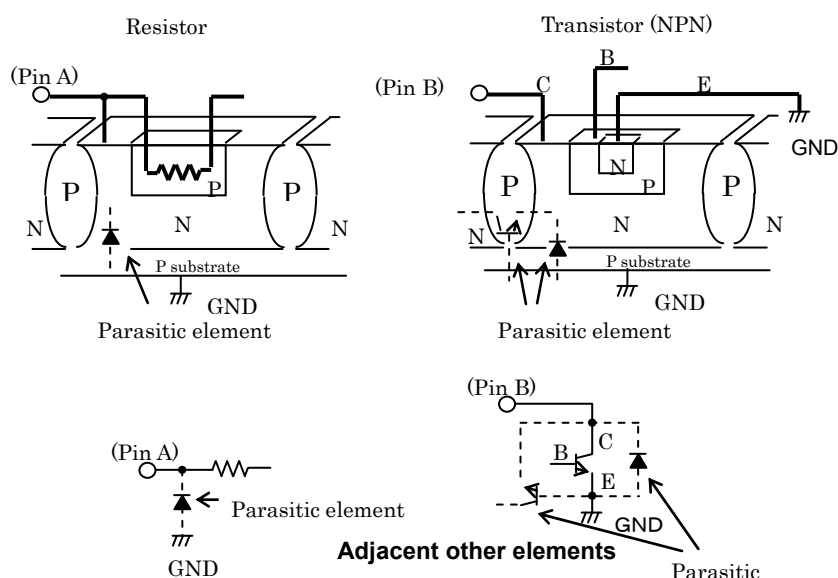 Resistor
Transistor (NPN)
B
(Pin A)
(Pin B)
C
E
GND
P
P
P
P
N
P
P
N
N
N
N
N
N
P substrate
P substrate
GND
GND
Parasitic element
Parasitic element
(Pin B)
(Pin A)
C
B
E
Parasitic element
GND
GND
Adjacent other elements
Parasitic